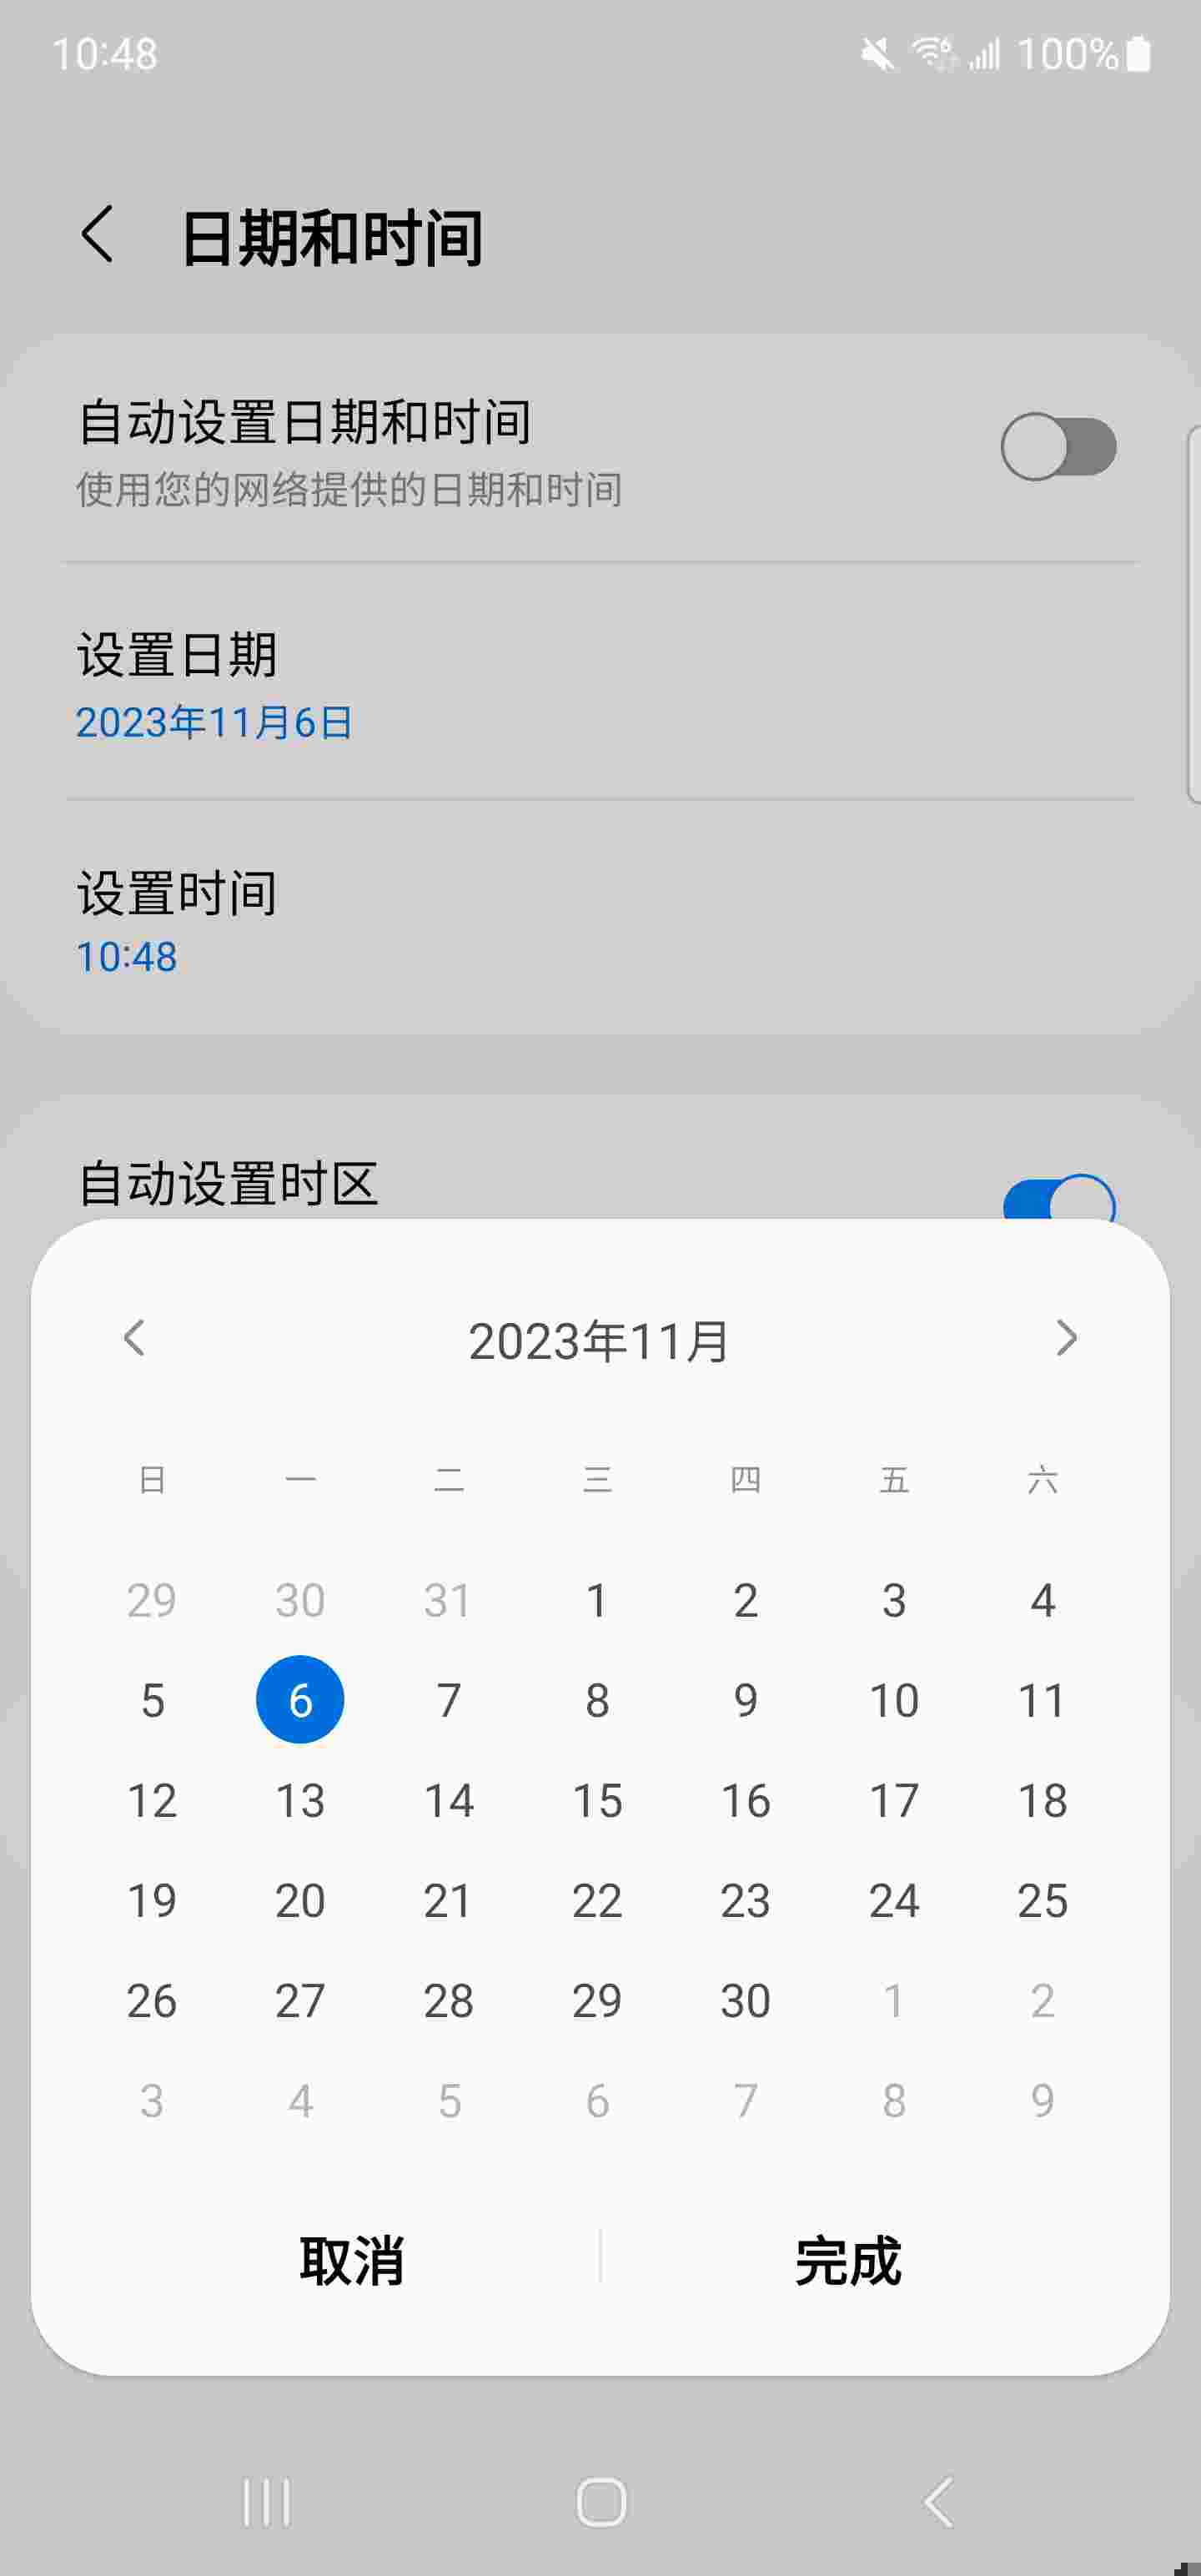 10:48 6 100%
日期和时间
自动设置日期和时间
使用您的网络提供的日期和时间
设置日期
2023年11月6日
设置时间
10:48
自动设置时区
2023年11月
日 一 二 三 四 五 六
29 30 31 1 2 3 4
5 6 7 8 9 10 11
12 13 14 15 16 17 18
19 20 21 22 23 24 25
26 27 28 29 30 1 2
3 4 5 6 7 8 9
取消 完成